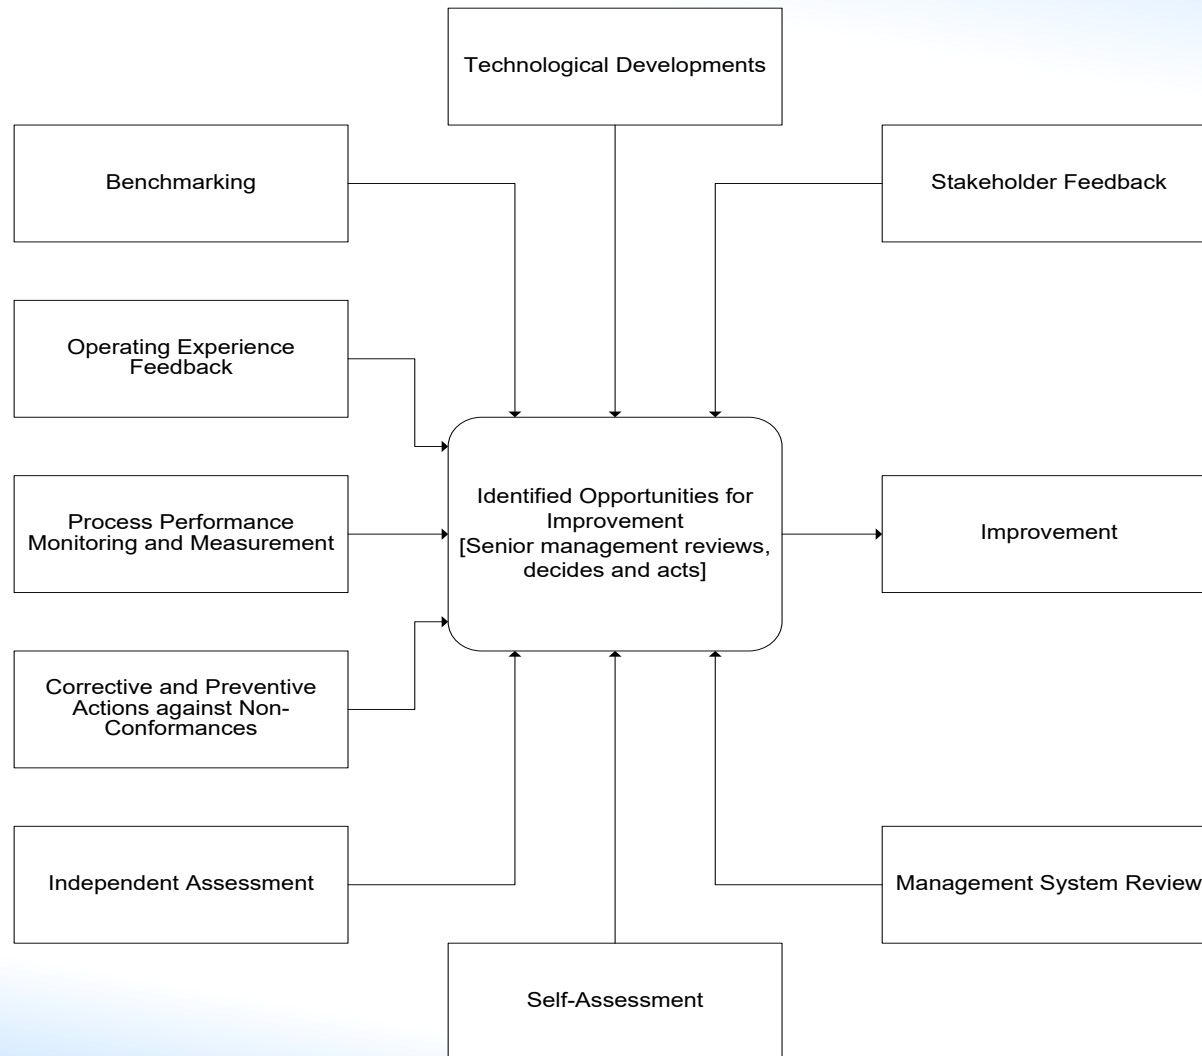 Technological Developments
Benchmarking
Stakeholder Feedback
Operating Experience
Feedback
Process Performance
Monitoring and Measurement
Identified Opportunities for
Improvement
[Senior management reviews,
decides and acts]
Improvement
Corrective and Preventive
Actions against Non-
Conformances
Independent Assessment
Management System Review
Self-Assessment